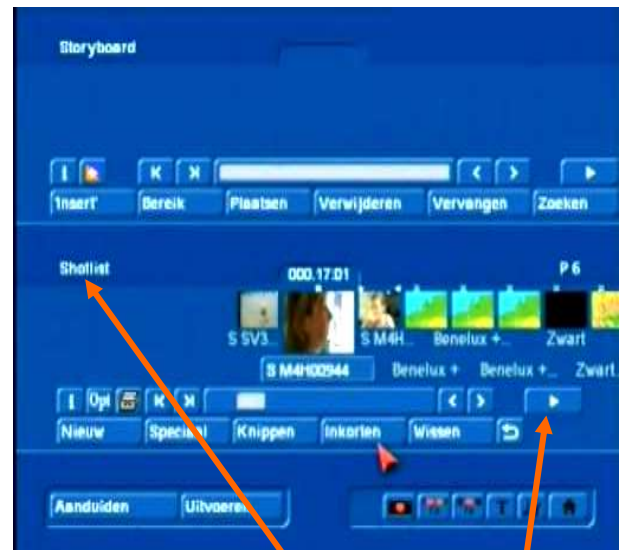 Storyboard
i K
'Insert' Bereik Plaatsen Verwijderen Vervangen Zoeken
Shotlist 000.17:01 P 6
S SV3... S M4H... Benelux +... Zwart
S M4H00944 Benelux + Benelux +... Zwart
i Opt K
Nieuw Speciaal Knippen Inkorten Wissen
Aanduiden Uitvoeren T